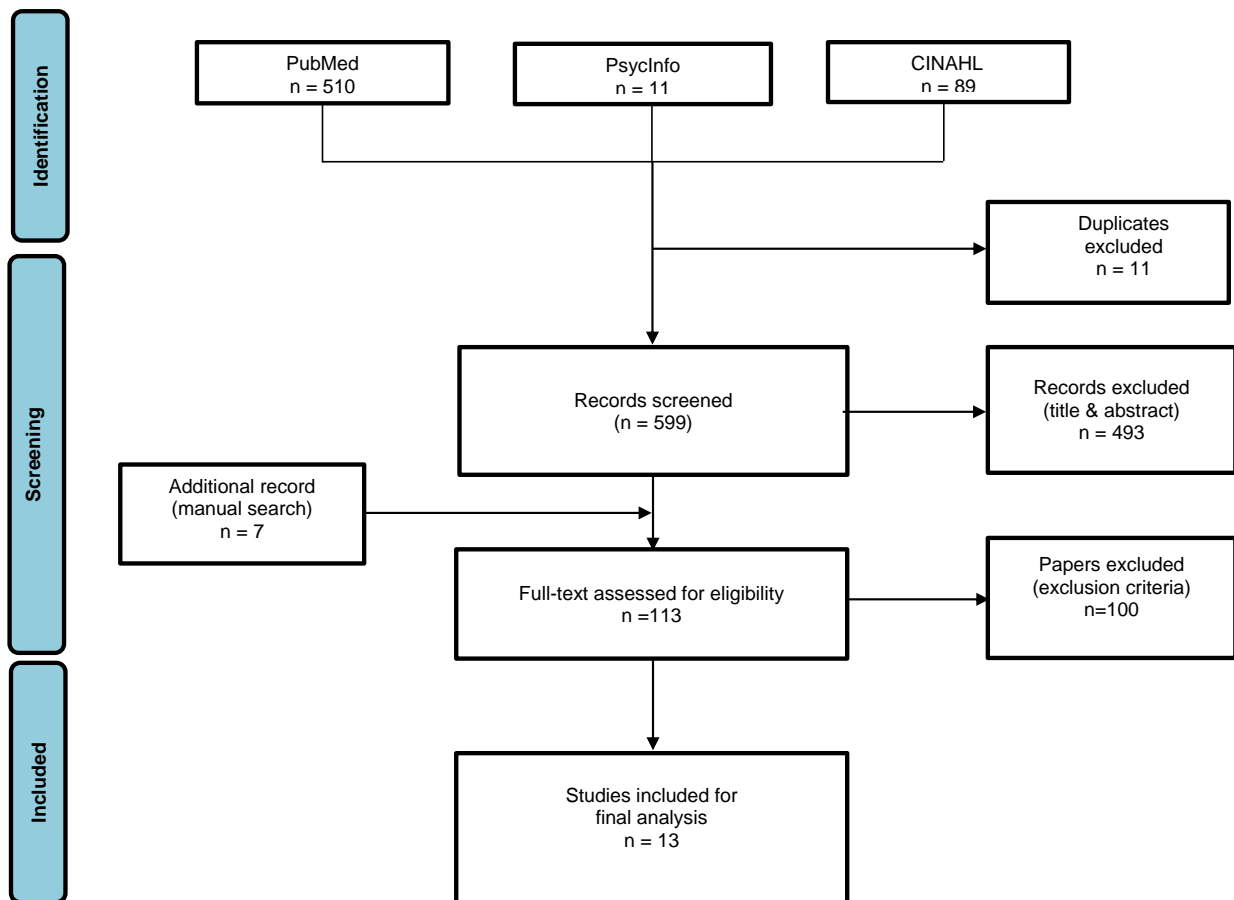 Identification
PubMed
n = 510
PsycInfo
n = 11
CINAHL
n = 89
Duplicates
excluded
n = 11
Screening
Records screened
(n = 599)
Records excluded
(title & abstract)
n = 493
Additional record
(manual search)
n = 7
Full-text assessed for eligibility
n =113
Papers excluded
(exclusion criteria)
n=100
Included
Studies included for
final analysis
n = 13